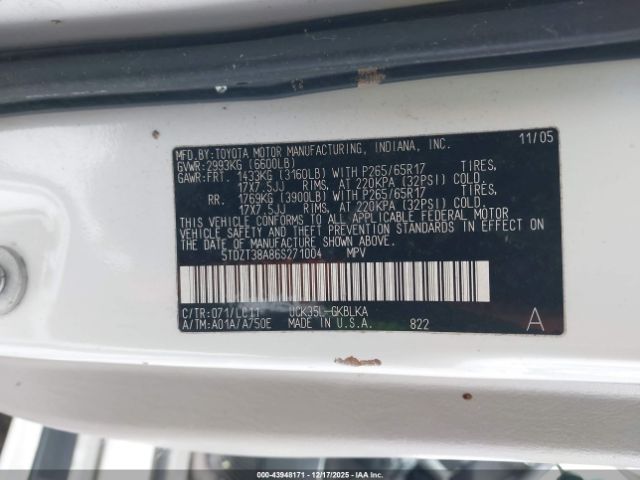 MFD.BY:TOYOTA MOTOR MANUFACTURING, INDIANA, INC. 11/05
GVWR:2993KG (6600LB)
GAWR:FRT. 1433KG (3160LB) WITH P265/65R17 TIRES,
17X7.5JJ RIMS, AT 220KPA (32PSI) COLD.
RR. 1769KG (3900LB) WITH P265/65R17 TIRES,
17X7.5JJ RIMS, AT 220KPA (32PSI) COLD.
THIS VEHICLE CONFORMS TO ALL APPLICABLE FEDERAL MOTOR
VEHICLE SAFETY AND THEFT PREVENTION STANDARDS IN EFFECT ON
THE DATE OF MANUFACTURE SHOWN ABOVE.
5TDZT38A86S271004 MPV
C/TR:071/LC11 UCK35L-GKBLKA
A/TM:A01A/A750E MADE IN U.S.A. 822 A
000-43948171 - 12/17/2025 - IAAI.COM